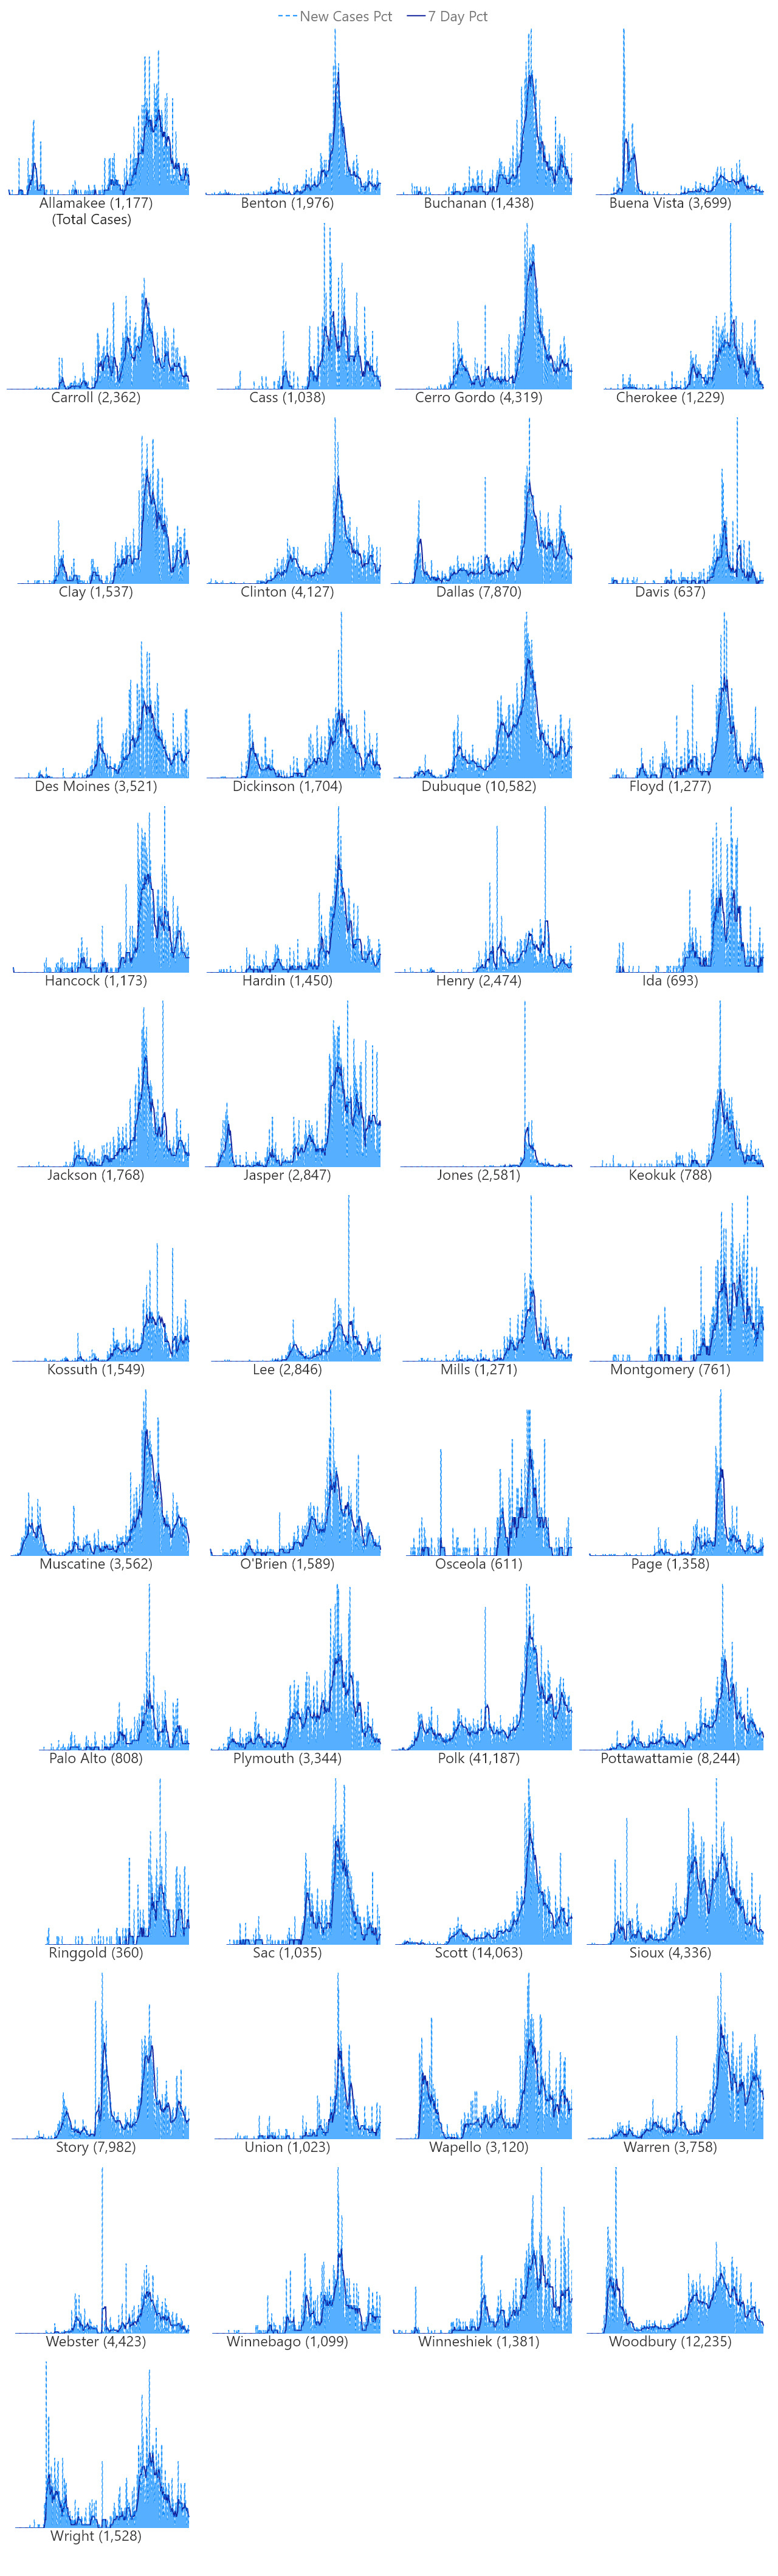 New Cases Pct 7 Day Pct
Allamakee (1,177) Benton (1,976) Buchanan (1,438) Buena Vista (3,699)
(Total Cases)
Carroll (2,362) Cass (1,038) Cerro Gordo (4,319) Cherokee (1,229)
Clay (1,537) Clinton (4,127) Dallas (7,870) Davis (637)
Des Moines (3,521) Dickinson (1,704) Dubuque (10,582) Floyd (1,277)
Hancock (1,173) Hardin (1,450) Henry (2,474) Ida (693)
Jackson (1,768) Jasper (2,847) Jones (2,581) Keokuk (788)
Kossuth (1,549) Lee (2,846) Mills (1,271) Montgomery (761)
Muscatine (3,562) O'Brien (1,589) Osceola (611) Page (1,358)
Palo Alto (808) Plymouth (3,344) Polk (41,187) Pottawattamie (8,244)
Ringgold (360) Sac (1,035) Scott (14,063) Sioux (4,336)
Story (7,982) Union (1,023) Wapello (3,120) Warren (3,758)
Webster (4,423) Winnebago (1,099) Winneshiek (1,381) Woodbury (12,235)
Wright (1,528)